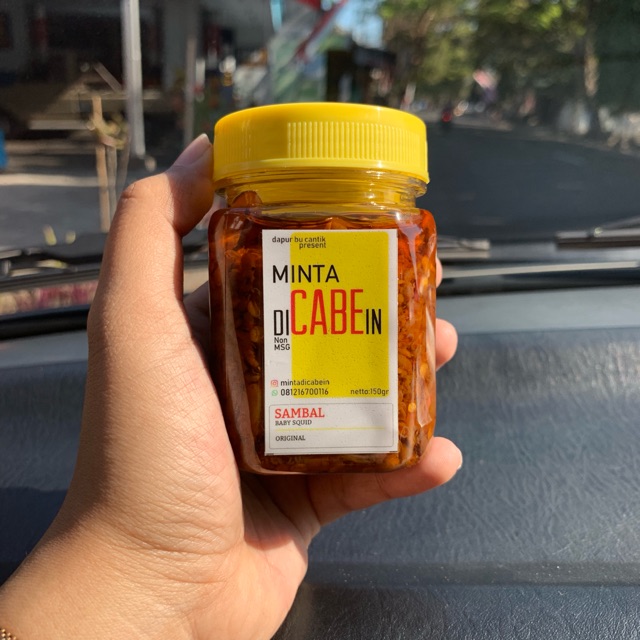 dapur bu cantik
present
MINTA
DICABEIN
Non
MSG
mintadicabein
081216700116 netto:150gr
SAMBAL
BABY SQUID
ORIGINAL